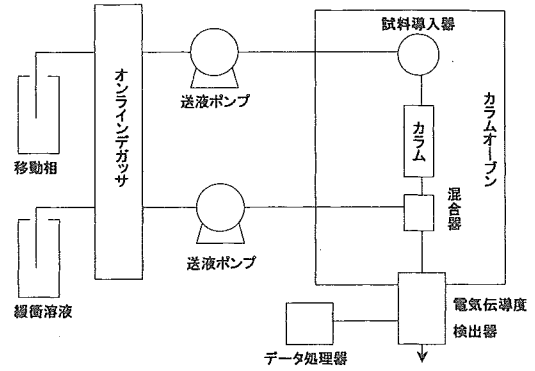 試料導入器
オンラインデガッサ
送液ポンプ
カラム
カラムオーブン
移動相
混合器
送液ポンプ
緩衝溶液
電気伝導度
検出器
データ処理器